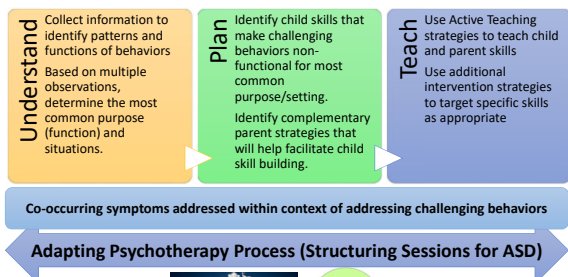 Understand
Collect information to
identify patterns and
functions of behaviors
Based on multiple
observations,
determine the most
common purpose
(function) and
situations.
Plan
Identify child skills that
make challenging
behaviors non-
functional for most
common
purpose/setting.
Identify complementary
parent strategies that
will help facilitate child
skill building.
Teach
Use Active Teaching
strategies to teach child
and parent skills
Use additional
intervention strategies
to target specific skills
as appropriate
Co-occurring symptoms addressed within context of addressing challenging behaviors
Adapting Psychotherapy Process (Structuring Sessions for ASD)